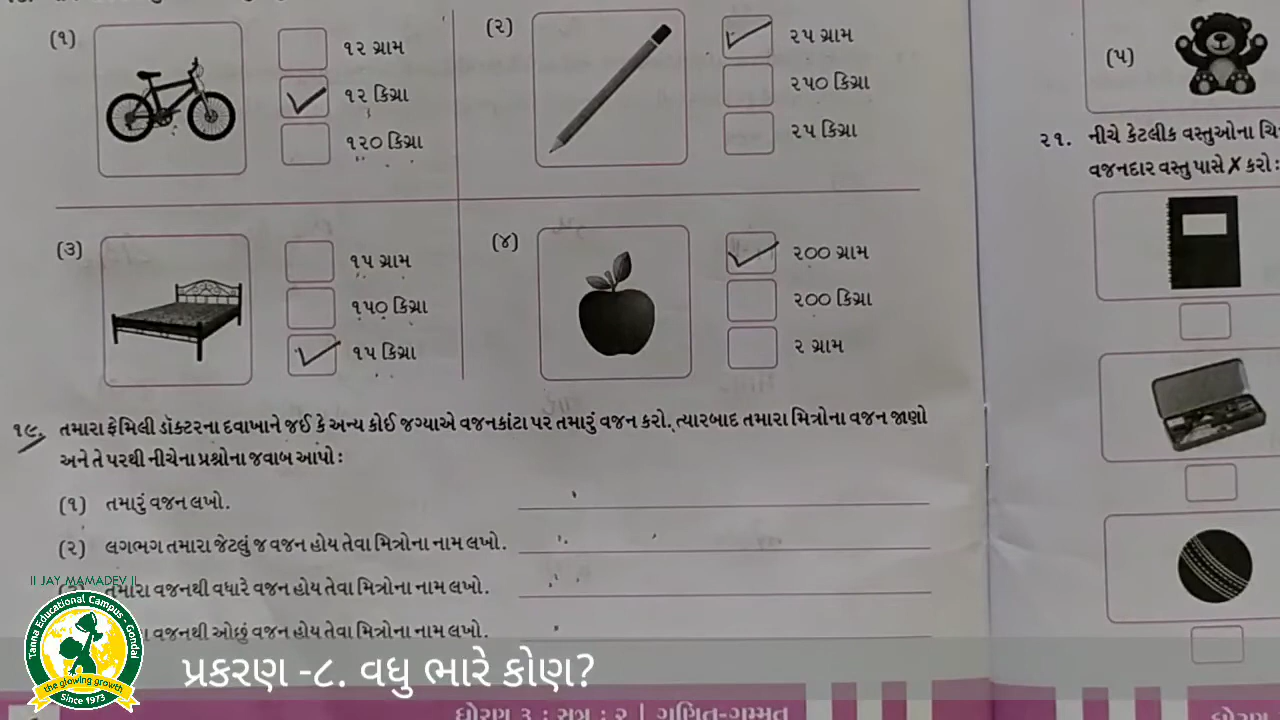 (૧)
૧૨ ગ્રામ
૧૨ કિગ્રા
૧૨૦ કિગ્રા
(૨)
૨૫ ગ્રામ
૨૫૦ કિગ્રા
૨૫ કિગ્રા
(૩)
૧૫ ગ્રામ
૧૫૦ કિગ્રા
૧૫ કિગ્રા
(૪)
૨૦૦ ગ્રામ
૨૦૦ કિગ્રા
૨ ગ્રામ
૧૯. તમારા ફેમિલી ડૉક્ટરના દવાખાને જઈ કે અન્ય કોઈ જગ્યાએ વજનકાંટા પર તમારું વજન કરો. ત્યારબાદ તમારા મિત્રોના વજન જાણો
અને તે પરથી નીચેના પ્રશ્નોના જવાબ આપો :
(૧) તમારું વજન લખો.
(૨) લગભગ તમારા જેટલું જ વજન હોય તેવા મિત્રોના નામ લખો.
તમારા વજનથી વધારે વજન હોય તેવા મિત્રોના નામ લખો.
વજનથી ઓછું વજન હોય તેવા મિત્રોના નામ લખો.
ધોરણ ૩ : સત્ર : ૨ | ગણિત-ગમ્મત
(૫)
૨૧. નીચે કેટલીક વસ્તુઓના
વજનદાર વસ્તુ પાસે ✗ કરો :
ધોરણ
II JAY MAMADEV II
Tanna Educational Campus - Gondal
the glowing growth
Since 1973
પ્રકરણ -૮. વધુ ભારે કોણ?